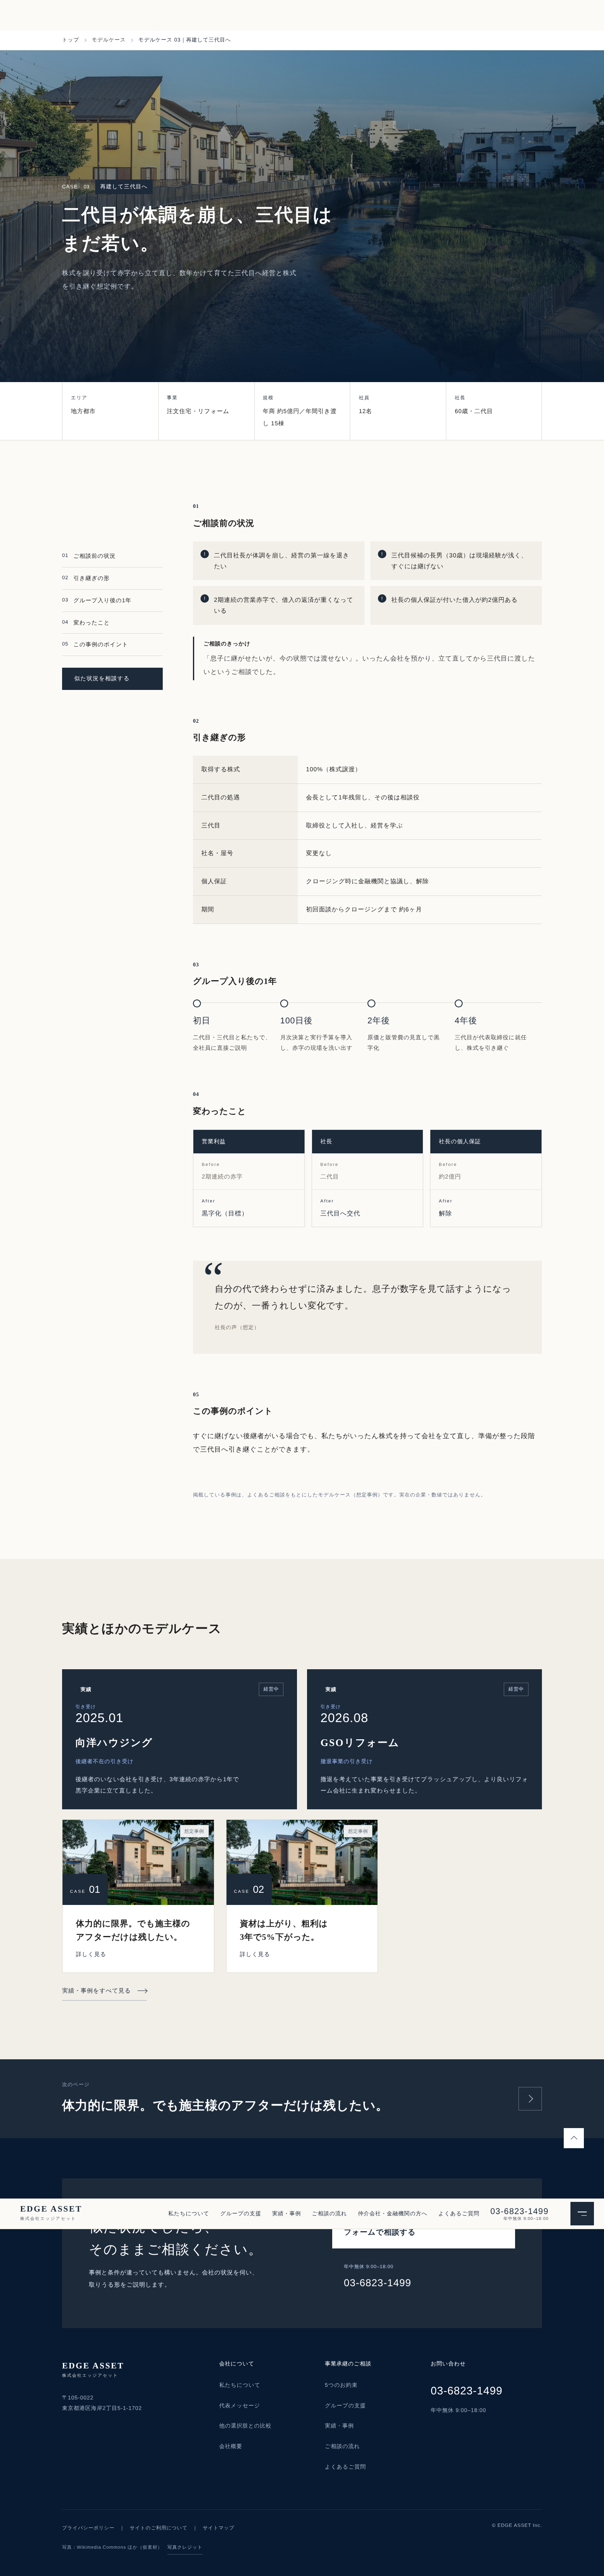 トップ › モデルケース › モデルケース 03｜再建して三代目へ
CASE 03 再建して三代目へ
二代目が体調を崩し、三代目は
まだ若い。
株式を譲り受けて赤字から立て直し、数年かけて育てた三代目へ経営と株式
を引き継ぐ想定例です。
エリア
地方都市
事業
注文住宅・リフォーム
規模
年商 約5億円／年間引き渡
し 15棟
社員
12名
社長
60歳・二代目
01 ご相談前の状況
02 引き継ぎの形
03 グループ入り後の1年
04 変わったこと
05 この事例のポイント
似た状況を相談する
01
ご相談前の状況
! 二代目社長が体調を崩し、経営の第一線を退き
たい
! 三代目候補の長男（30歳）は現場経験が浅く、
すぐには継げない
! 2期連続の営業赤字で、借入の返済が重くなって
いる
! 社長の個人保証が付いた借入が約2億円ある
ご相談のきっかけ
「息子に継がせたいが、今の状態では渡せない」。いったん会社を預かり、立て直してから三代目に渡した
いというご相談でした。
02
引き継ぎの形
取得する株式 100%（株式譲渡）
二代目の処遇 会長として1年残留し、その後は相談役
三代目 取締役として入社し、経営を学ぶ
社名・屋号 変更なし
個人保証 クロージング時に金融機関と協議し、解除
期間 初回面談からクロージングまで 約6ヶ月
03
グループ入り後の1年
初日
二代目・三代目と私たちで、
全社員に直接ご説明
100日後
月次決算と実行予算を導入
し、赤字の現場を洗い出す
2年後
原価と販管費の見直しで黒
字化
4年後
三代目が代表取締役に就任
し、株式を引き継ぐ
04
変わったこと
営業利益
Before
2期連続の赤字
After
黒字化（目標）
社長
Before
二代目
After
三代目へ交代
社長の個人保証
Before
約2億円
After
解除
“
自分の代で終わらせずに済みました。息子が数字を見て話すようになっ
たのが、一番うれしい変化です。
社長の声（想定）
05
この事例のポイント
すぐに継げない後継者がいる場合でも、私たちがいったん株式を持って会社を立て直し、準備が整った段階
で三代目へ引き継ぐことができます。
掲載している事例は、よくあるご相談をもとにしたモデルケース（想定事例）です。実在の企業・数値ではありません。
実績とほかのモデルケース
実績 経営中
引き受け
2025.01
向洋ハウジング
後継者不在の引き受け
後継者のいない会社を引き受け、3年連続の赤字から1年で
黒字企業に立て直しました。
実績 経営中
引き受け
2026.08
GSOリフォーム
撤退事業の引き受け
撤退を考えていた事業を引き受けてブラッシュアップし、より良いリフォ
ーム会社に生まれ変わらせました。
想定事例
CASE 01
体力的に限界。でも施主様の
アフターだけは残したい。
詳しく見る
想定事例
CASE 02
資材は上がり、粗利は
3年で5%下がった。
詳しく見る
実績・事例をすべて見る
次のページ
体力的に限界。でも施主様のアフターだけは残したい。
EDGE ASSET
株式会社エッジアセット
私たちについて グループの支援 実績・事例 ご相談の流れ 仲介会社・金融機関の方へ よくあるご質問
03-6823-1499
年中無休 9:00–18:00
そのままご相談ください。
事例と条件が違っていても構いません。会社の状況を伺い、
取りうる形をご説明します。
フォームで相談する
年中無休 9:00–18:00
03-6823-1499
EDGE ASSET
株式会社エッジアセット
〒105-0022
東京都港区海岸2丁目5-1-1702
会社について
私たちについて
代表メッセージ
他の選択肢との比較
会社概要
事業承継のご相談
5つのお約束
グループの支援
実績・事例
ご相談の流れ
よくあるご質問
お問い合わせ
03-6823-1499
年中無休 9:00–18:00
プライバシーポリシー ｜ サイトのご利用について ｜ サイトマップ
© EDGE ASSET Inc.
写真：Wikimedia Commons ほか（仮素材） 写真クレジット